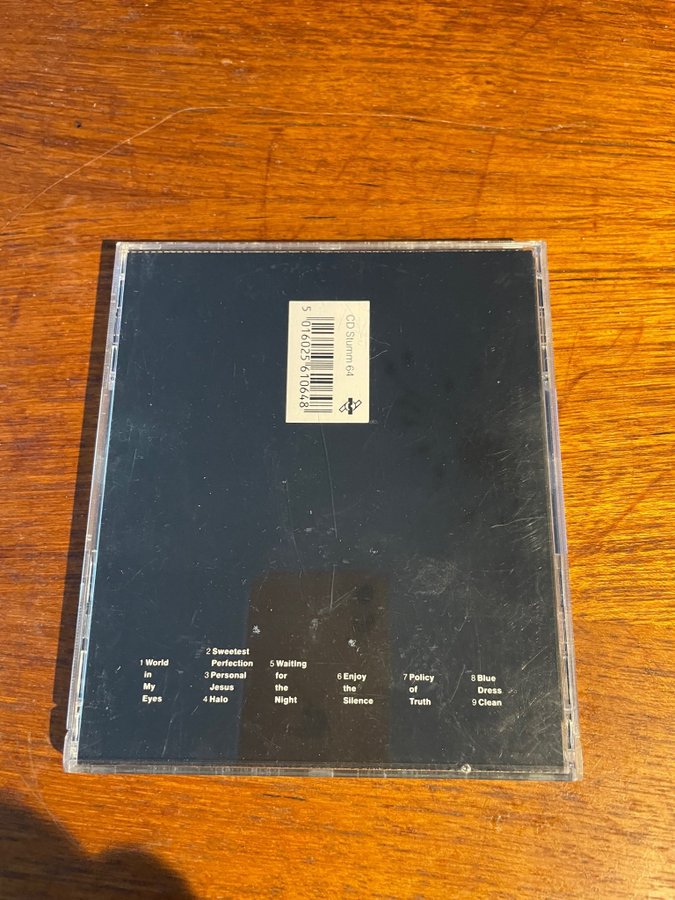 CD Stumm 64
5 016025 610648
1 World
in
My
Eyes
2 Sweetest
Perfection
3 Personal
Jesus
4 Halo
5 Waiting
for
the
Night
6 Enjoy
the
Silence
7 Policy
of
Truth
8 Blue
Dress
9 Clean